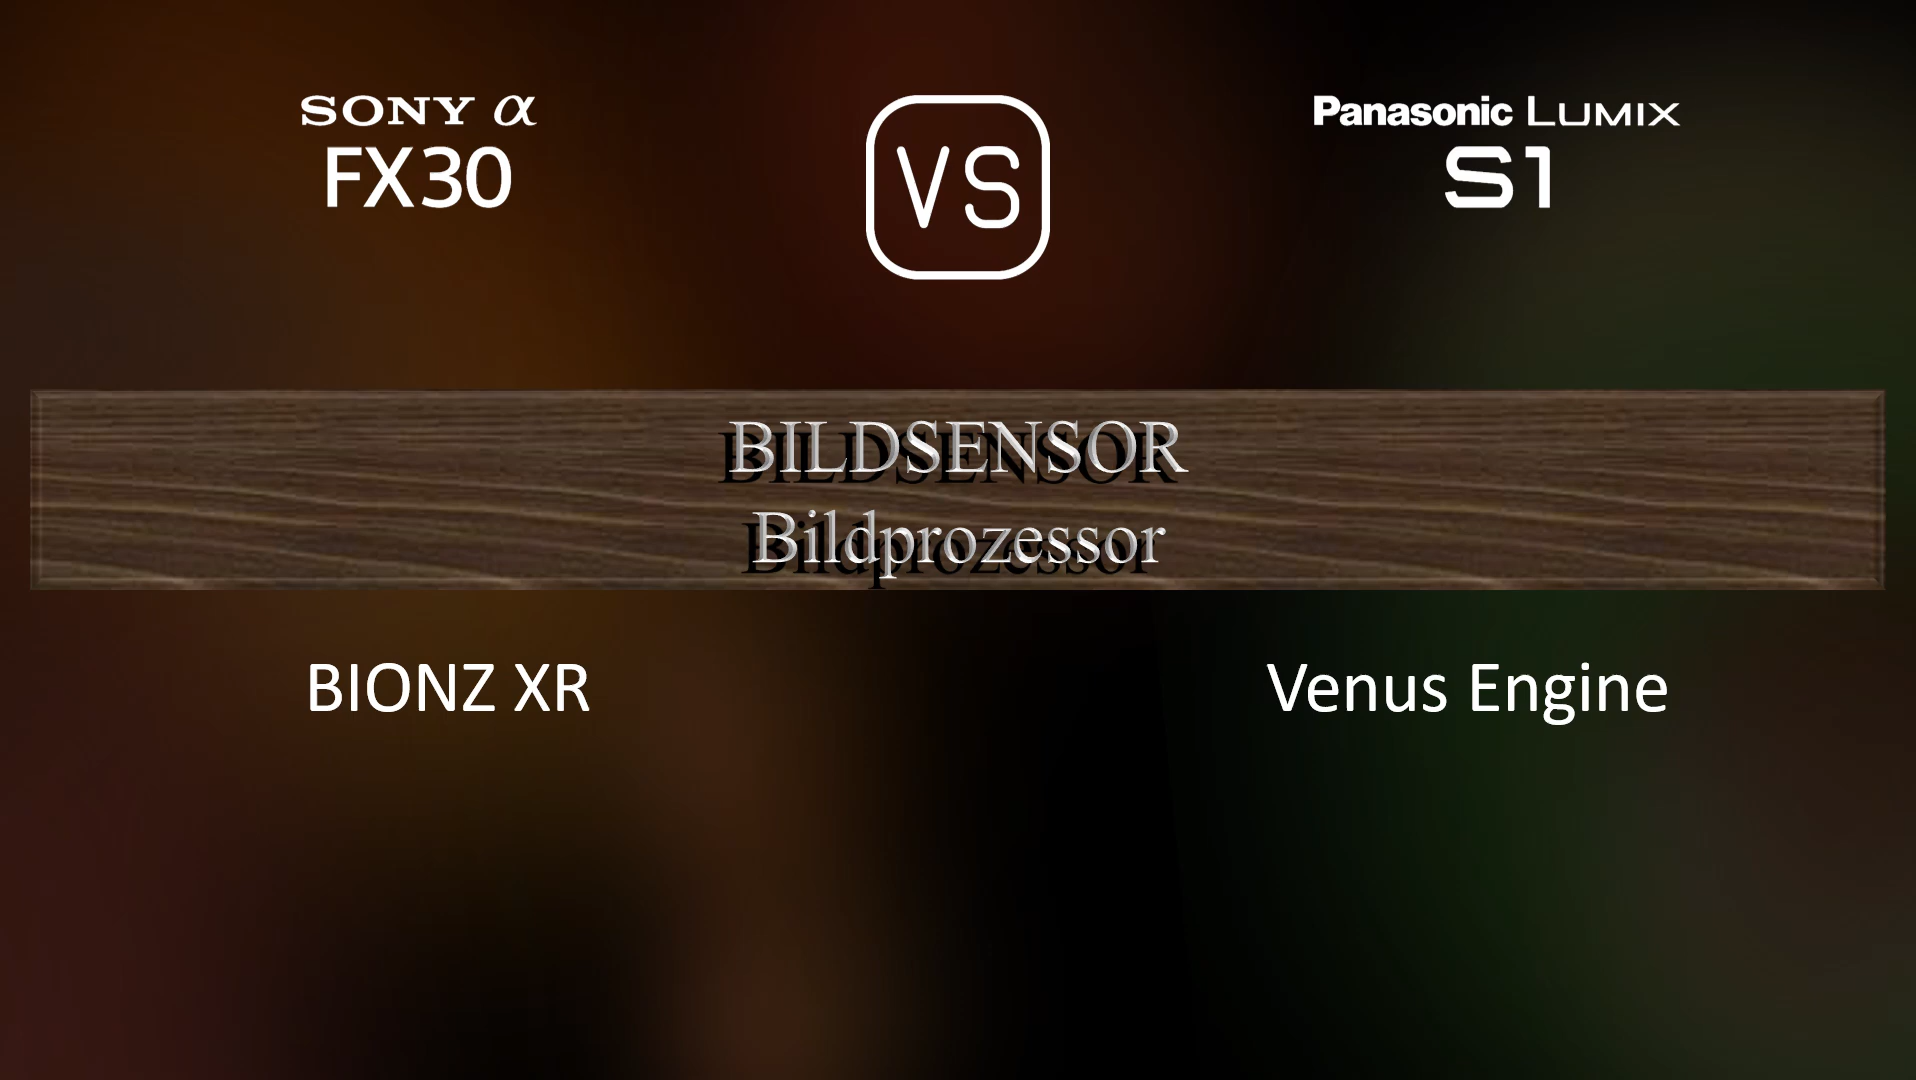 SONY α
FX30
VS
Panasonic LUMIX
S1
BILDSENSOR
Bildprozessor
BIONZ XR
Venus Engine